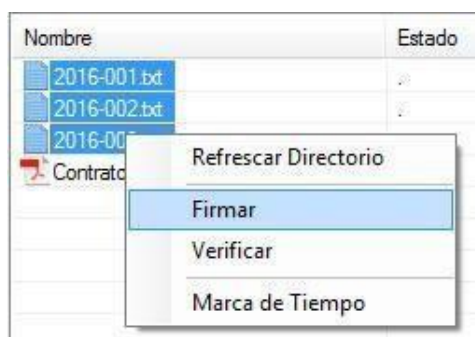 Nombre Estado
2016-001.txt .
2016-002.txt .
2016-00
Contrato
Refrescar Directorio
Firmar
Verificar
Marca de Tiempo